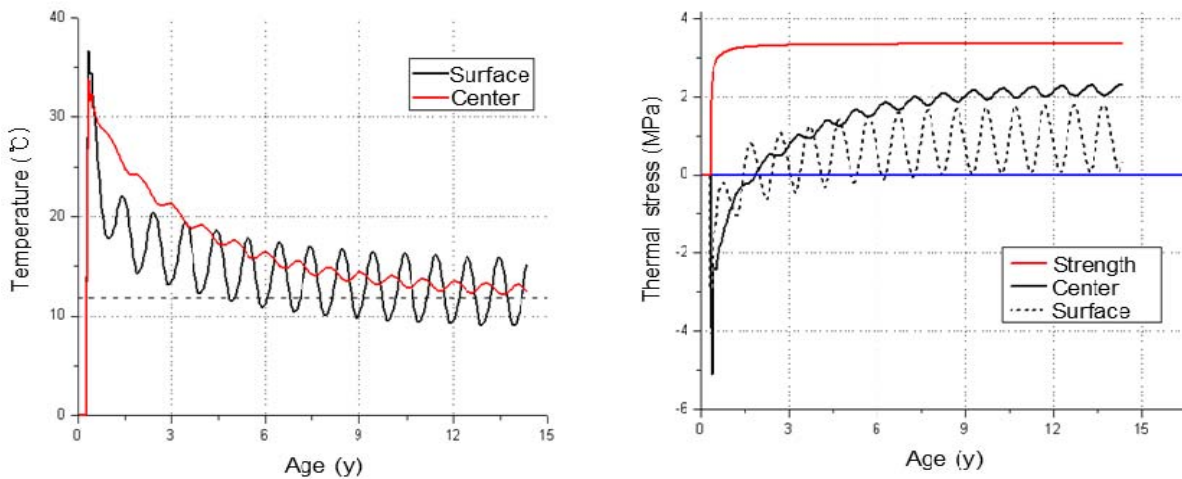 40
30
20
10
0
Temperature (℃)
0 3 6 9 12 15
Age (y)
Surface
Center
4
2
0
-2
-4
-6
Thermal stress (MPa)
0 3 6 9 12 15
Age (y)
Strength
Center
Surface